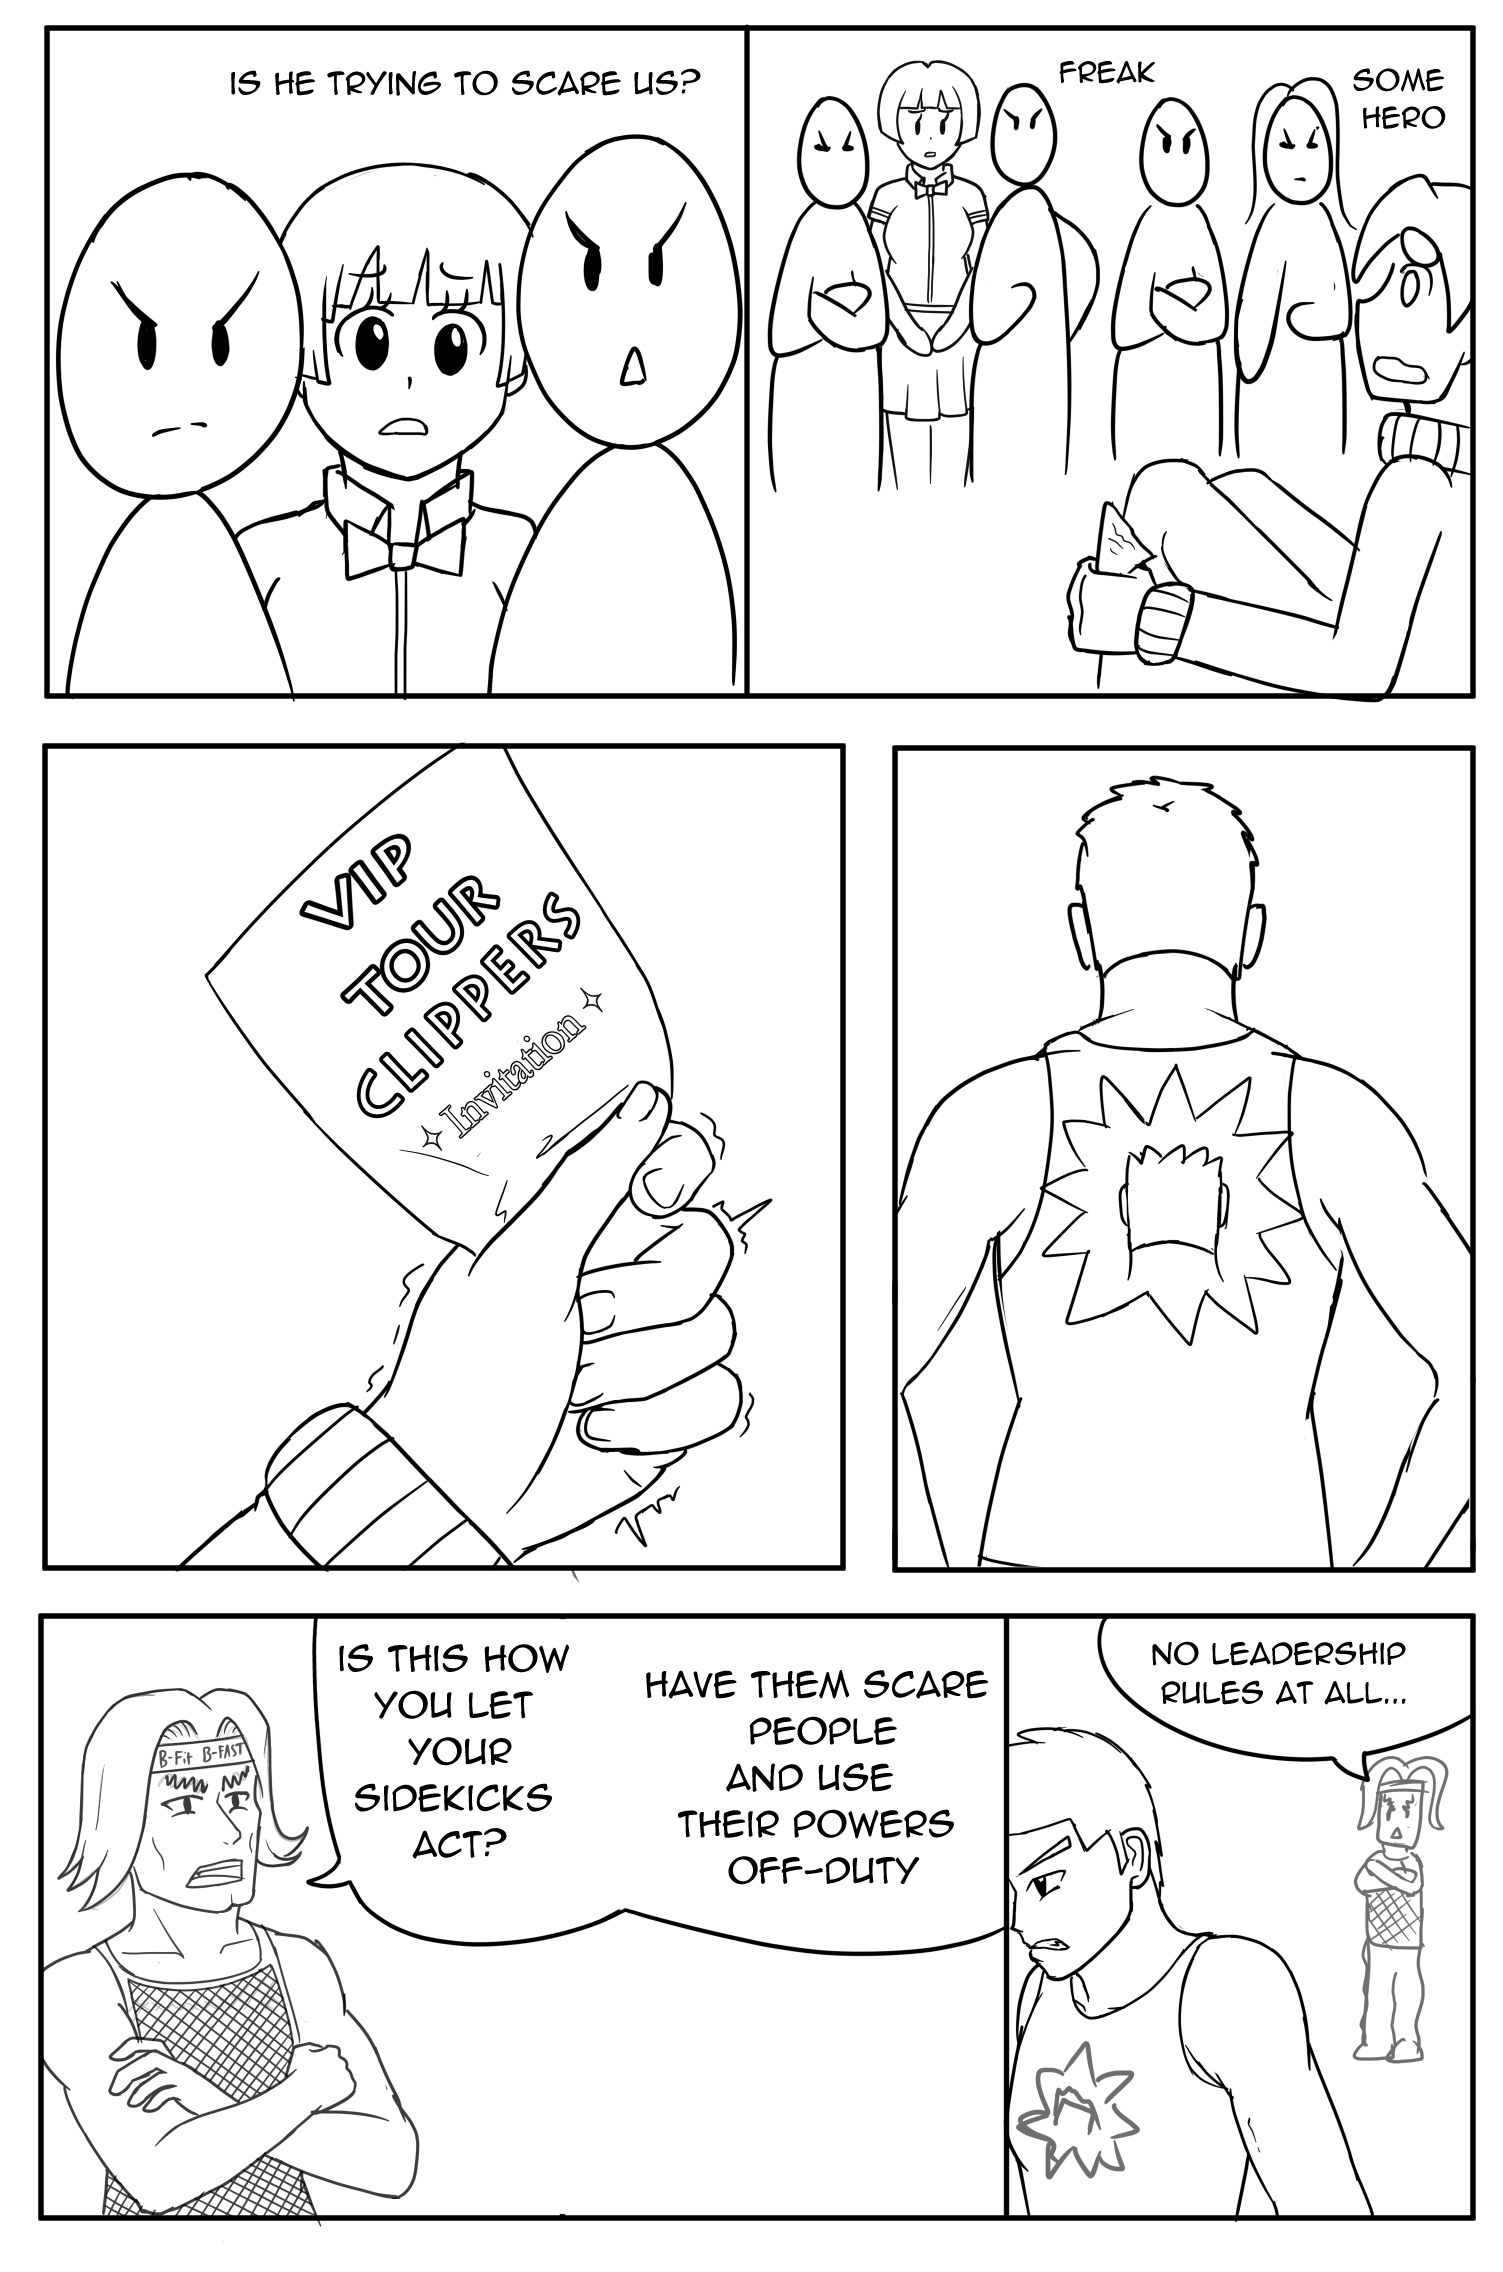 IS HE TRYING TO SCARE US?
FREAK
SOME
HERO
VIP
TOUR
CLIPPERS
Invitation
B-Fit B-FAST
IS THIS HOW
YOU LET
YOUR
SIDEKICKS
ACT?
HAVE THEM SCARE
PEOPLE
AND USE
THEIR POWERS
OFF-DUTY
NO LEADERSHIP
RULES AT ALL...